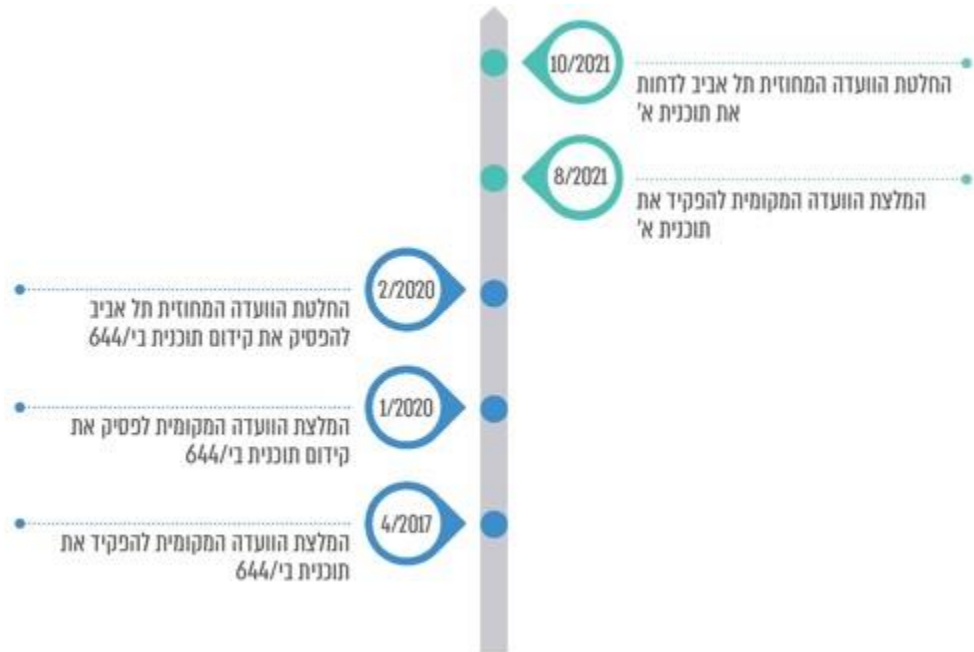 10/2021
החלטת הוועדה המחוזית תל אביב לדחות
את תוכנית א'
8/2021
המלצת הוועדה המקומית להפקיד את
תוכנית א'
2/2020
החלטת הוועדה המחוזית תל אביב
להפסיק את קידום תוכנית בי/644
1/2020
המלצת הוועדה המקומית לפסיק את
קידום תוכנית בי/644
4/2017
המלצת הוועדה המקומית להפקיד את
תוכנית בי/644